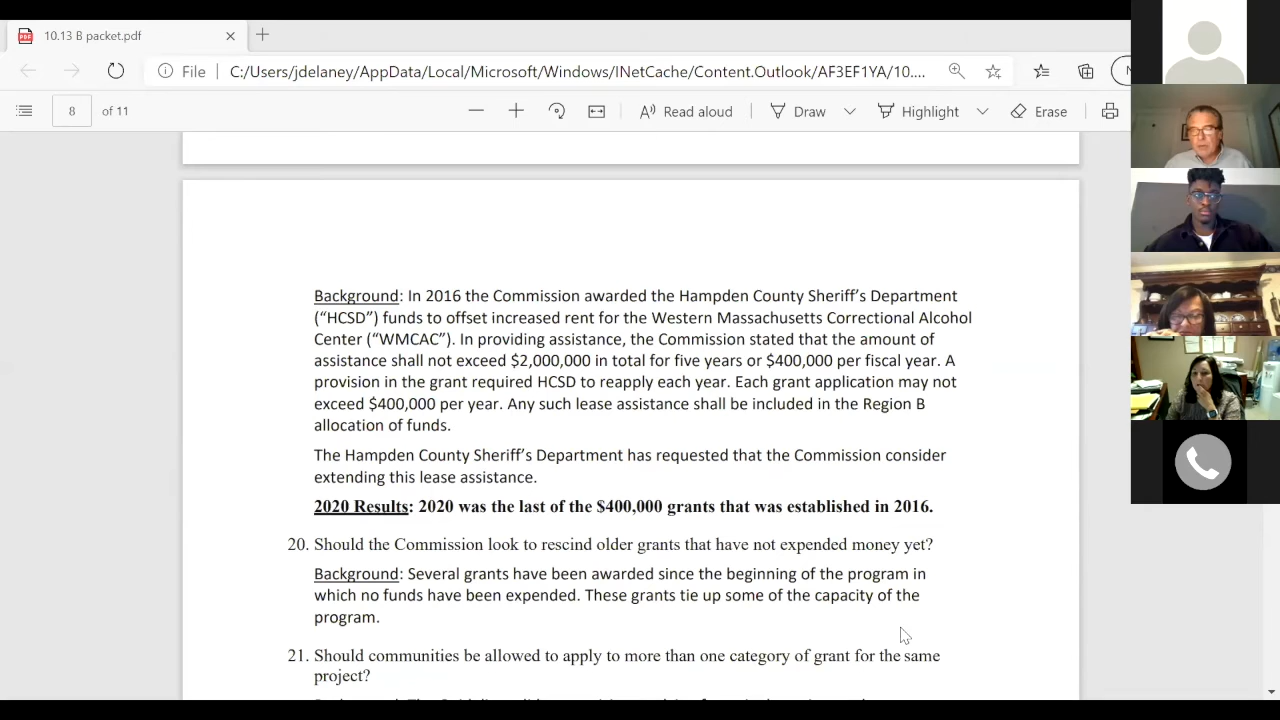 10.13 B packet.pdf
File
C:/Users/jdelaney/AppData/Local/Microsoft/Windows/INetCache/Content.Outlook/AF3EF1YA/10....
8 of 11
Read aloud
Draw
Highlight
Erase
Background: In 2016 the Commission awarded the Hampden County Sheriff’s Department
(“HCSD”) funds to offset increased rent for the Western Massachusetts Correctional Alcohol
Center (“WMCAC”). In providing assistance, the Commission stated that the amount of
assistance shall not exceed $2,000,000 in total for five years or $400,000 per fiscal year. A
provision in the grant required HCSD to reapply each year. Each grant application may not
exceed $400,000 per year. Any such lease assistance shall be included in the Region B
allocation of funds.
The Hampden County Sheriff’s Department has requested that the Commission consider
extending this lease assistance.
2020 Results: 2020 was the last of the $400,000 grants that was established in 2016.
20. Should the Commission look to rescind older grants that have not expended money yet?
Background: Several grants have been awarded since the beginning of the program in
which no funds have been expended. These grants tie up some of the capacity of the
program.
21. Should communities be allowed to apply to more than one category of grant for the same
project?